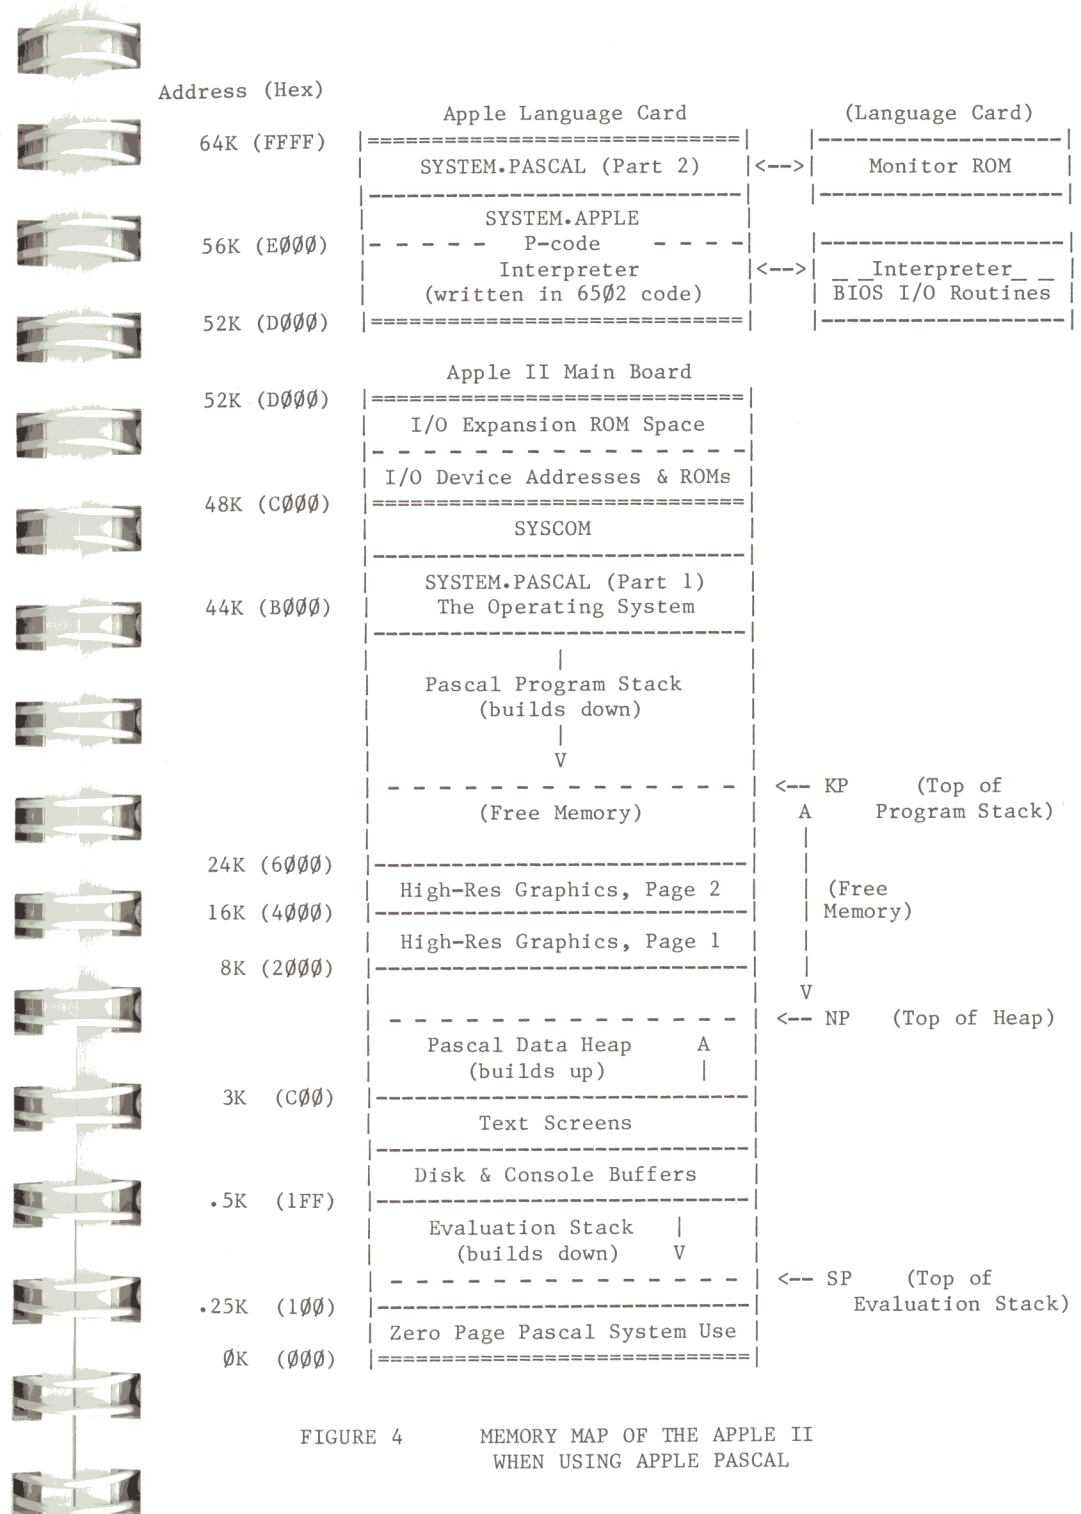 Address (Hex)
Apple Language Card (Language Card)
64K (FFFF)
SYSTEM.PASCAL (Part 2) <--> Monitor ROM
SYSTEM.APPLE
56K (EØØØ) - - - - - P-code - - - -
Interpreter <--> _ _Interpreter_ _
(written in 65Ø2 code) BIOS I/O Routines
52K (DØØØ)
Apple II Main Board
52K (DØØØ)
I/O Expansion ROM Space
I/O Device Addresses & ROMs
48K (CØØØ)
SYSCOM
SYSTEM.PASCAL (Part 1)
44K (BØØØ) The Operating System
Pascal Program Stack
(builds down)
V
<-- KP (Top of
(Free Memory) A Program Stack)
24K (6ØØØ)
High-Res Graphics, Page 2 (Free
16K (4ØØØ) Memory)
High-Res Graphics, Page 1
8K (2ØØØ)
V
<-- NP (Top of Heap)
Pascal Data Heap A
(builds up)
3K (CØØ)
Text Screens
Disk & Console Buffers
.5K (1FF)
Evaluation Stack
(builds down) V
<-- SP (Top of
.25K (1ØØ) Evaluation Stack)
Zero Page Pascal System Use
ØK (ØØØ)
FIGURE 4 MEMORY MAP OF THE APPLE II
WHEN USING APPLE PASCAL